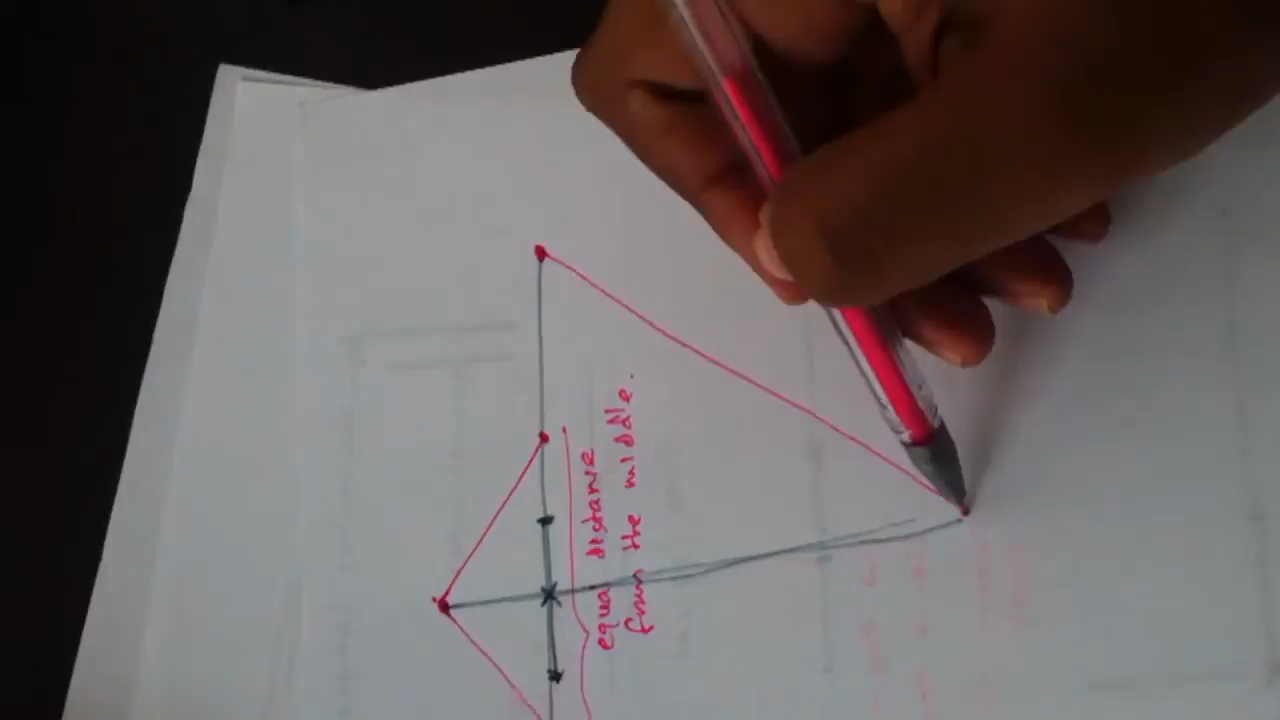 equal distance
from the middle.